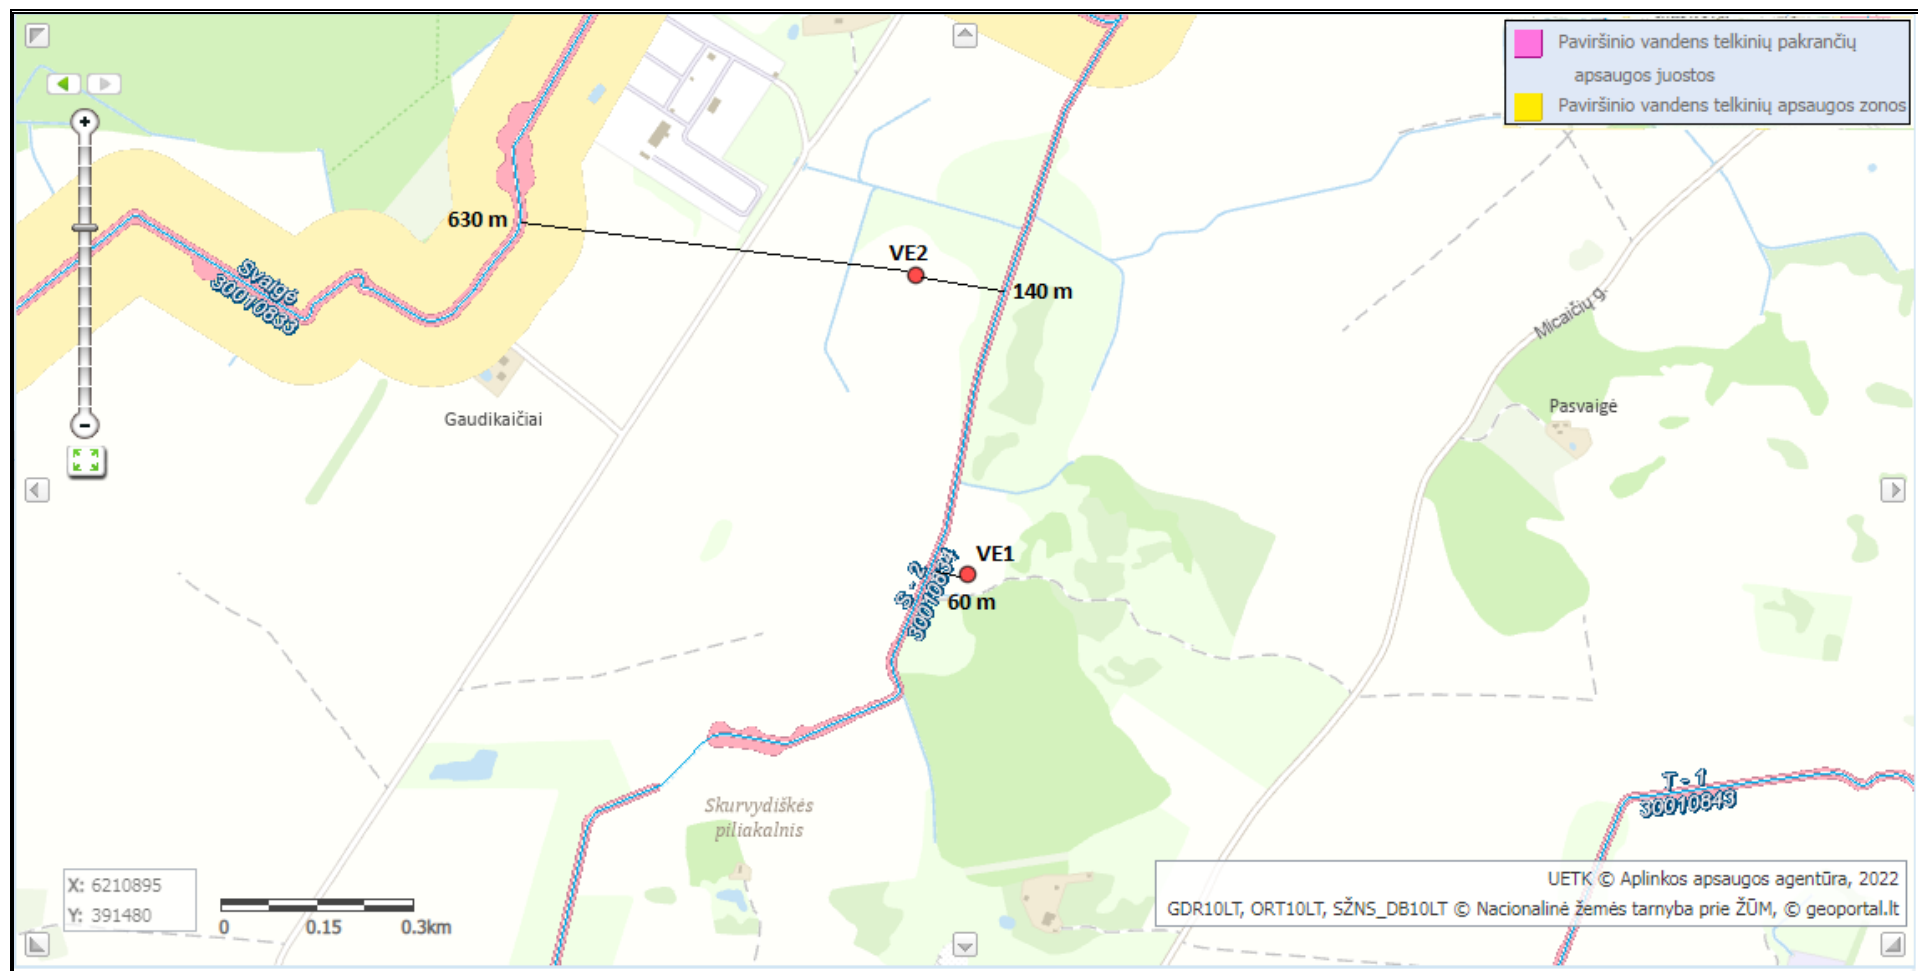 Paviršinio vandens telkinių pakrančių
apsaugos juostos
Paviršinio vandens telkinių apsaugos zonos
630 m
VE2
140 m
Svaigė
30010833
Micaičių g.
Gaudikaičiai
Pasvaigė
VE1
S - 2
30010834
60 m
T - 1
30010843
Skurvydiškės
piliakalnis
X: 6210895
Y: 391480
0 0.15 0.3km
UETK © Aplinkos apsaugos agentūra, 2022
GDR10LT, ORT10LT, SŽNS_DB10LT © Nacionalinė žemės tarnyba prie ŽŪM, © geoportal.lt